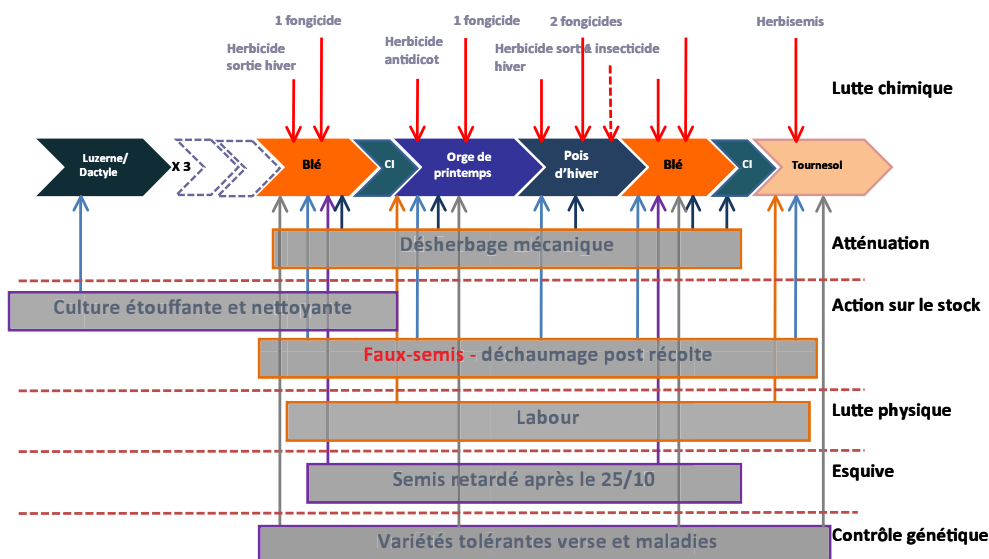 1 fongicide
1 fongicide
2 fongicides
Herbisemis
Herbicide
sortie hiver
Herbicide
antidicot
Herbicide sortie
hiver
1 insecticide
Lutte chimique
Luzerne/
Dactyle
X 3
Blé
CI
Orge de
printemps
Pois
d'hiver
Blé
CI
Tournesol
Désherbage mécanique
Atténuation
Culture étouffante et nettoyante
Action sur le stock
Faux-semis - déchaumage post récolte
Labour
Lutte physique
Semis retardé après le 25/10
Esquive
Variétés tolérantes verse et maladies
Contrôle génétique